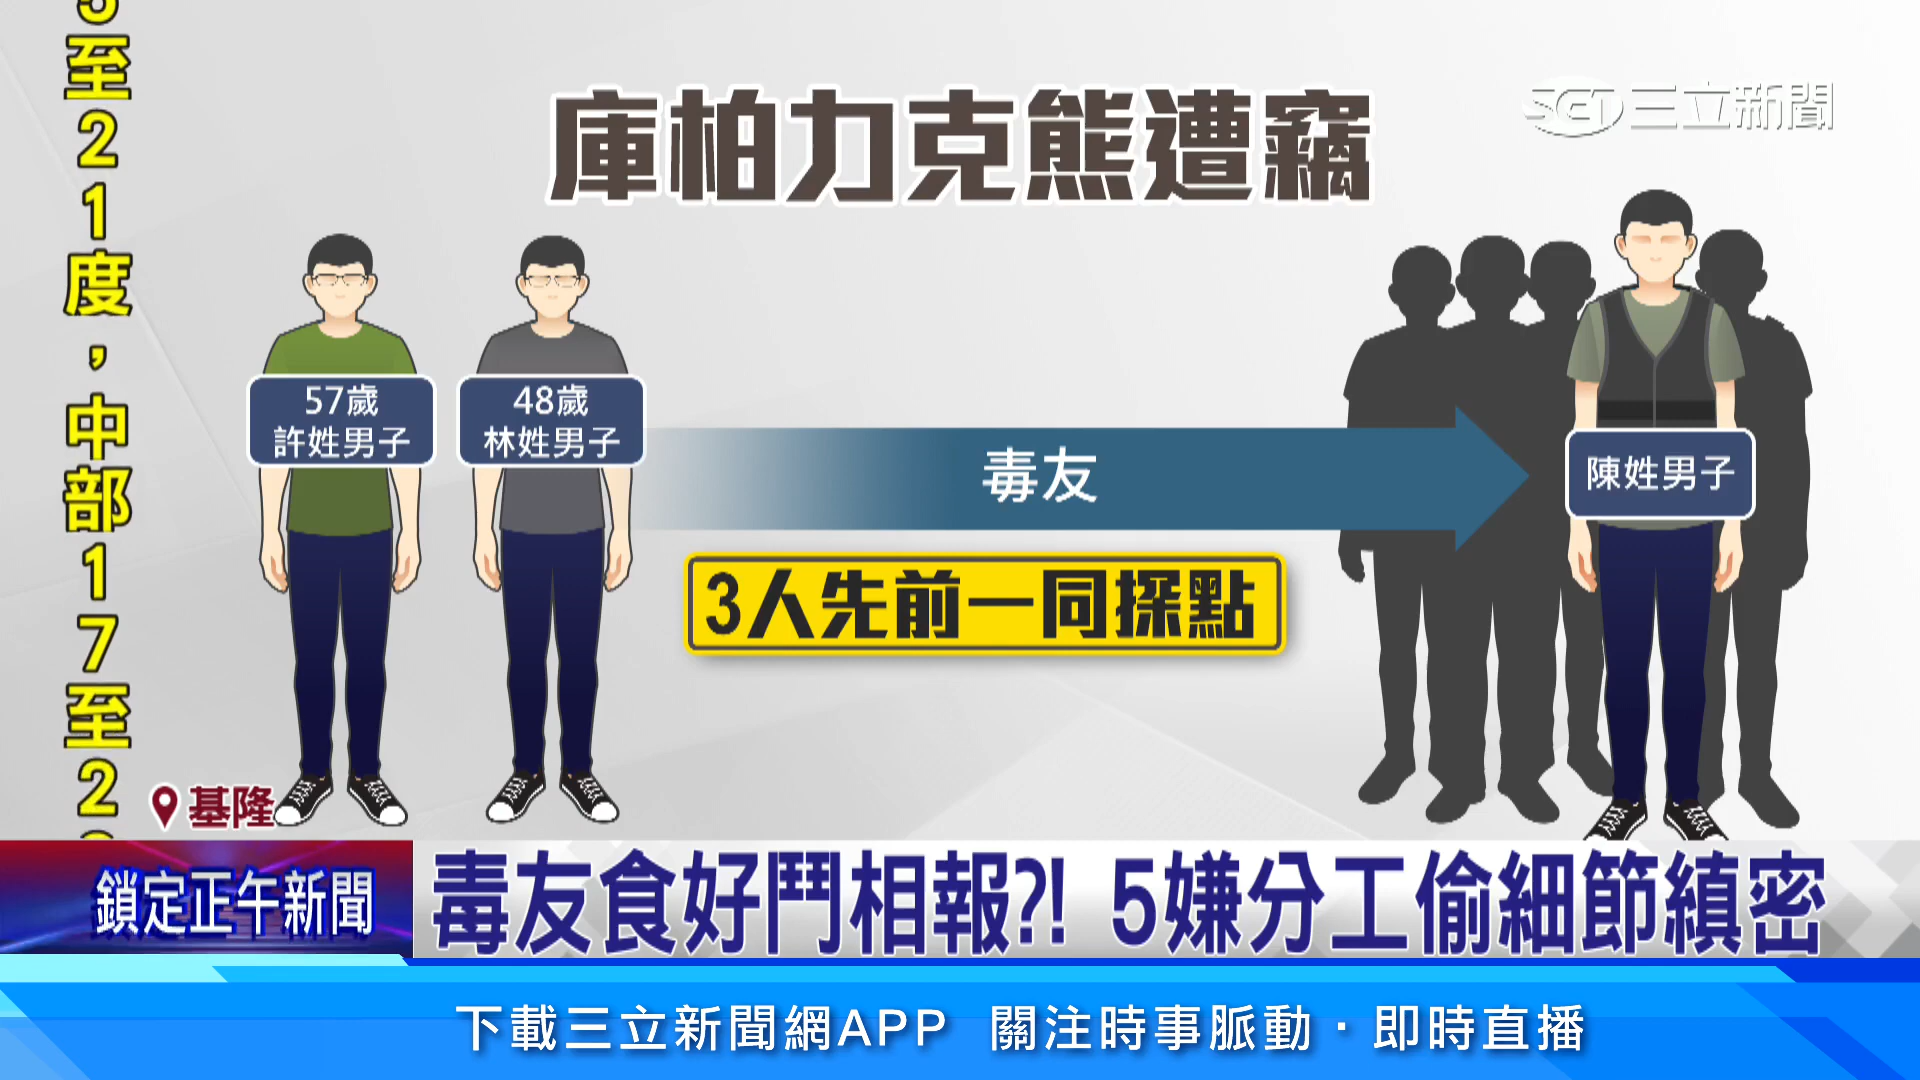 庫柏力克熊遭竊
SET三立新聞
至21度，中部17至2
57歲
許姓男子
48歲
林姓男子
毒友
陳姓男子
3人先前一同探點
基隆
鎖定正午新聞
毒友食好鬥相報?! 5嫌分工偷細節縝密
下載三立新聞網APP 關注時事脈動・即時直播